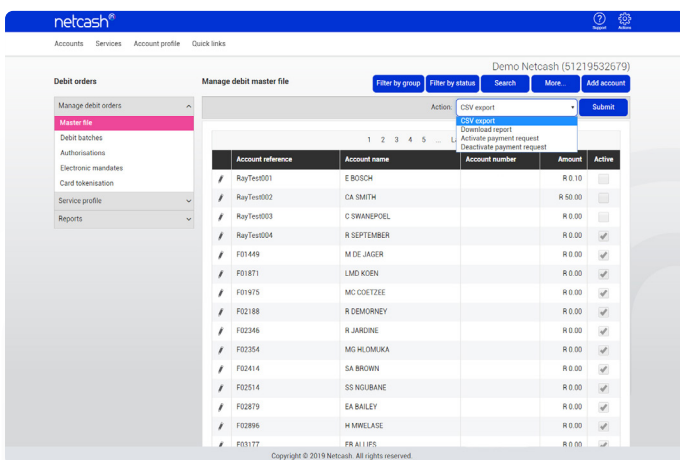 netcash®
Support Actions
Accounts Services Account profile Quick links
Demo Netcash (51219532679)
Debit orders
Manage debit master file
Filter by group Filter by status Search More... Add account
Manage debit orders
Master file
Debit batches
Authorisations
Electronic mandates
Card tokenisation
Service profile
Reports
Action: CSV export Submit
CSV export
Download report
Activate payment request
Deactivate payment request
1 2 3 4 5 ...
Account reference Account name Account number Amount Active
RayTest001 E BOSCH R 0.10
RayTest002 CA SMITH R 50.00
RayTest003 C SWANEPOEL R 0.00
RayTest004 R SEPTEMBER R 0.00
F01449 M DE JAGER R 0.00
F01871 LMD KOEN R 0.00
F01975 MC COETZEE R 0.00
F02188 R DEMORNEY R 0.00
F02346 R JARDINE R 0.00
F02354 MG HLOMUKA R 0.00
F02414 SA BROWN R 0.00
F02514 SS NGUBANE R 0.00
F02879 EA BAILEY R 0.00
F02896 H MWELASE R 0.00
F03177 FR ALLIES R 0.00
Copyright © 2019 Netcash. All rights reserved.